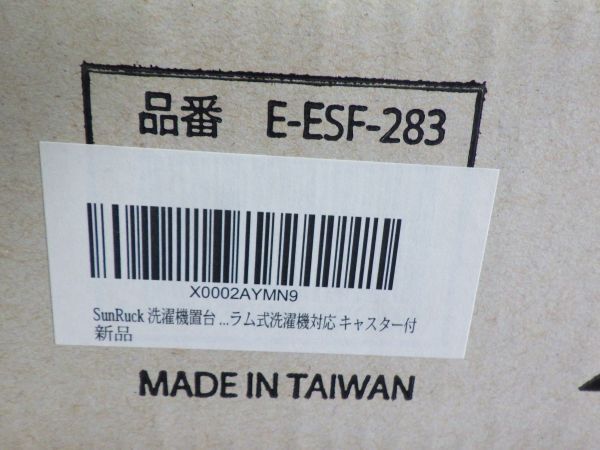 品番 E-ESF-283
X0002AYMN9
SunRuck 洗濯機置台 ...ラム式洗濯機対応 キャスター付
新品
MADE IN TAIWAN